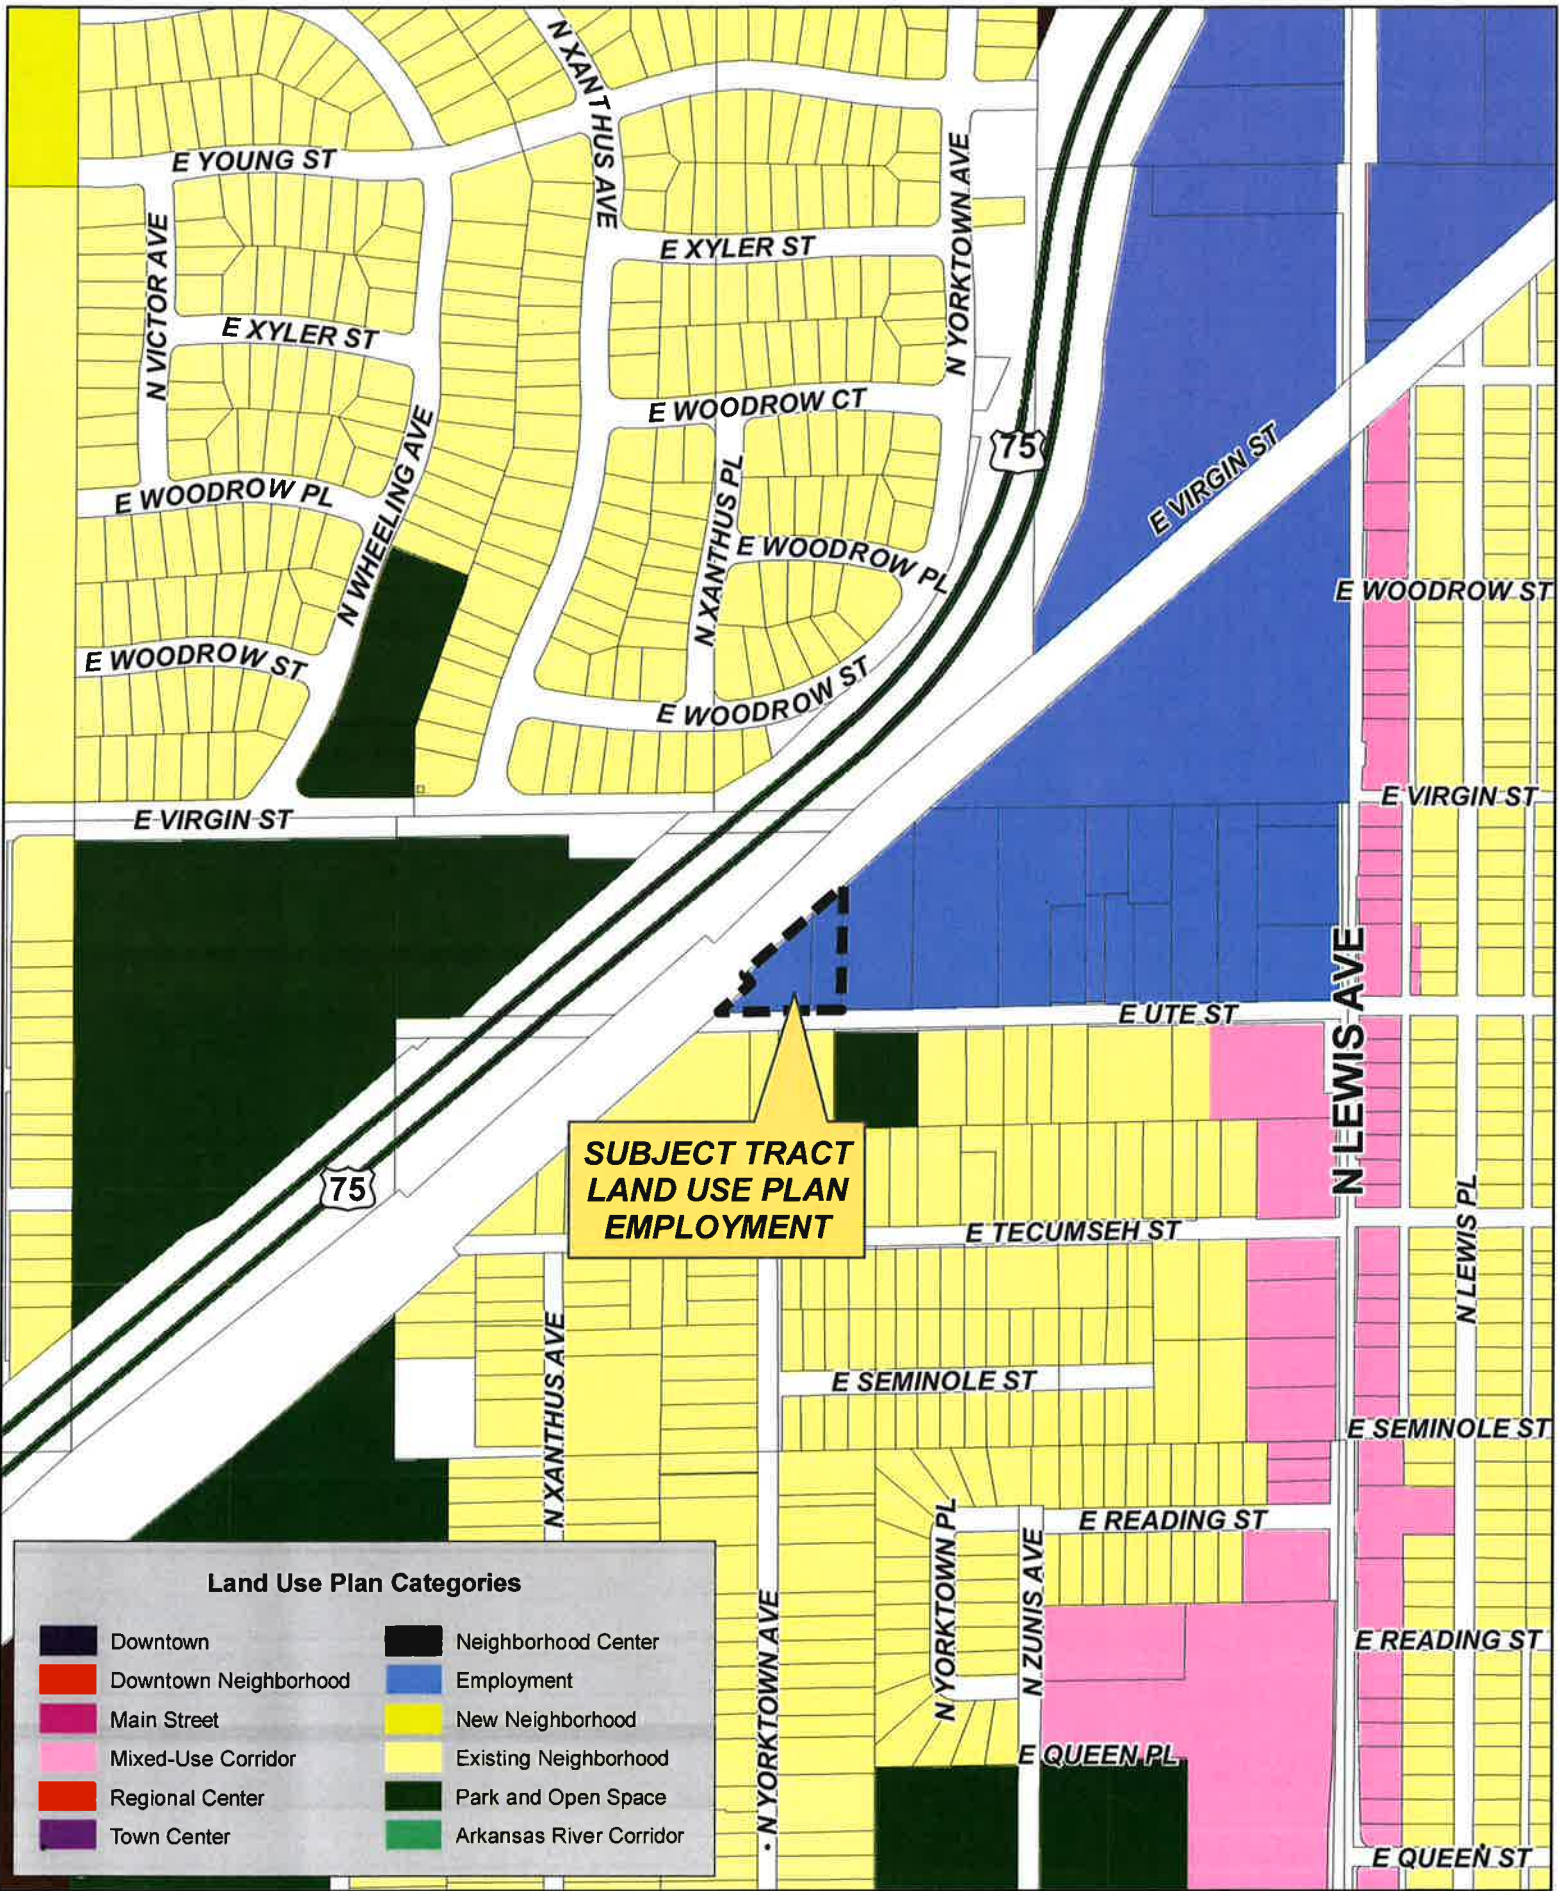 N XANTHUS AVE
E YOUNG ST
N YORKTOWN AVE
N VICTOR AVE
E XYLER ST
E XYLER ST
E WOODROW CT
N WHEELING AVE
75
E VIRGIN ST
E WOODROW PL
N XANTHUS PL
E WOODROW PL
E WOODROW ST
E WOODROW ST
E WOODROW ST
E VIRGIN ST
E VIRGIN ST
N LEWIS AVE
E UTE ST
SUBJECT TRACT
LAND USE PLAN
EMPLOYMENT
75
E TECUMSEH ST
N LEWIS PL
N XANTHUS AVE
E SEMINOLE ST
E SEMINOLE ST
N YORKTOWN PL
E READING ST
N ZUNIS AVE
N YORKTOWN AVE
E READING ST
E QUEEN PL
E QUEEN ST
Land Use Plan Categories
Downtown
Downtown Neighborhood
Main Street
Mixed-Use Corridor
Regional Center
Town Center
Neighborhood Center
Employment
New Neighborhood
Existing Neighborhood
Park and Open Space
Arkansas River Corridor